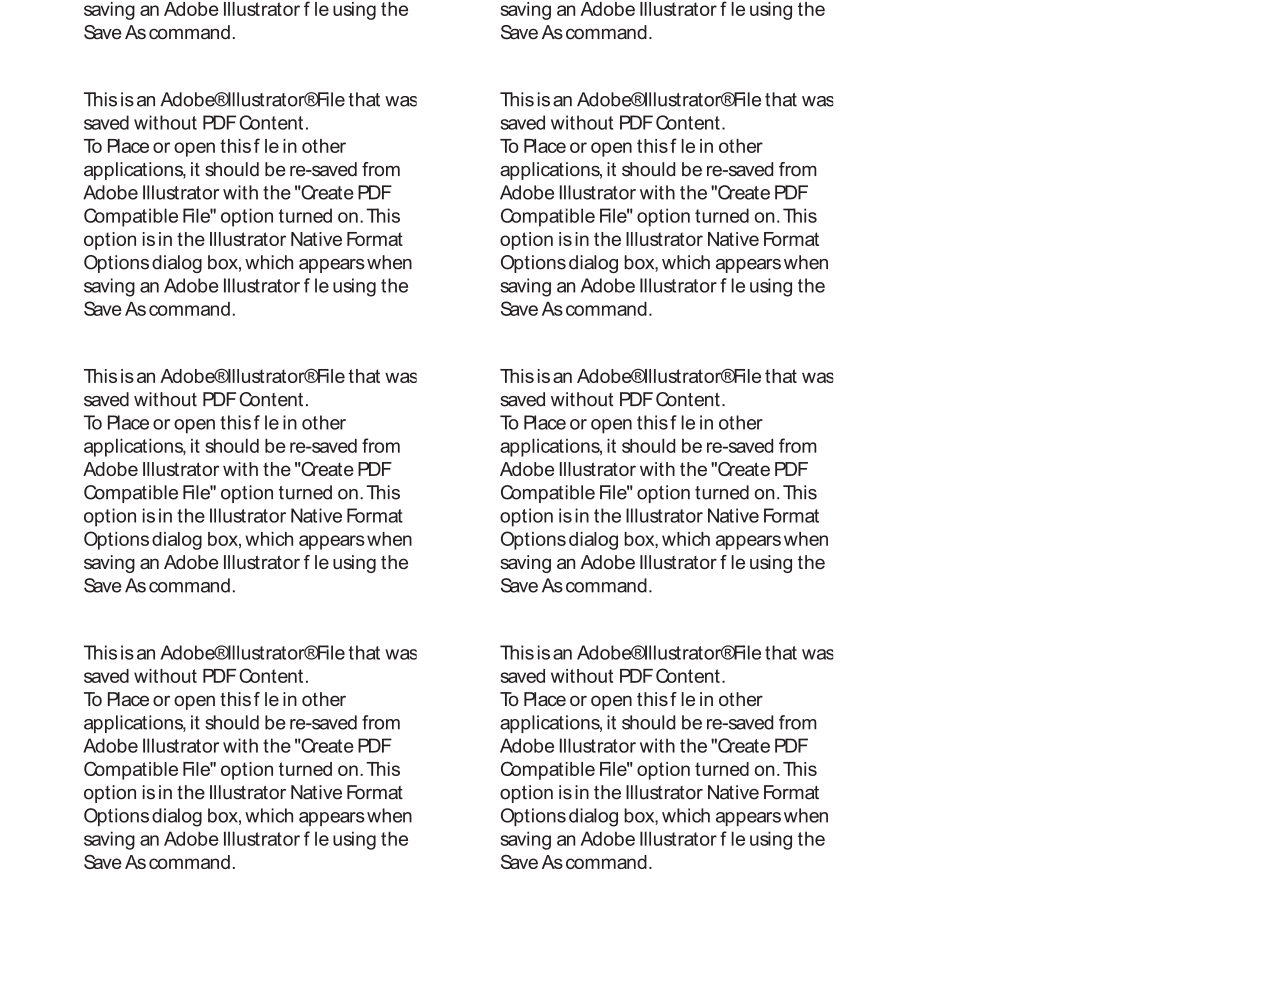 saving an Adobe Illustrator f le using the
Save As command.
This is an Adobe®Illustrator®File that was
saved without PDF Content.
To Place or open this f le in other
applications, it should be re-saved from
Adobe Illustrator with the "Create PDF
Compatible File" option turned on. This
option is in the Illustrator Native Format
Options dialog box, which appears when
saving an Adobe Illustrator f le using the
Save As command.
This is an Adobe®Illustrator®File that was
saved without PDF Content.
To Place or open this f le in other
applications, it should be re-saved from
Adobe Illustrator with the "Create PDF
Compatible File" option turned on. This
option is in the Illustrator Native Format
Options dialog box, which appears when
saving an Adobe Illustrator f le using the
Save As command.
This is an Adobe®Illustrator®File that was
saved without PDF Content.
To Place or open this f le in other
applications, it should be re-saved from
Adobe Illustrator with the "Create PDF
Compatible File" option turned on. This
option is in the Illustrator Native Format
Options dialog box, which appears when
saving an Adobe Illustrator f le using the
Save As command.
saving an Adobe Illustrator f le using the
Save As command.
This is an Adobe®Illustrator®File that was
saved without PDF Content.
To Place or open this f le in other
applications, it should be re-saved from
Adobe Illustrator with the "Create PDF
Compatible File" option turned on. This
option is in the Illustrator Native Format
Options dialog box, which appears when
saving an Adobe Illustrator f le using the
Save As command.
This is an Adobe®Illustrator®File that was
saved without PDF Content.
To Place or open this f le in other
applications, it should be re-saved from
Adobe Illustrator with the "Create PDF
Compatible File" option turned on. This
option is in the Illustrator Native Format
Options dialog box, which appears when
saving an Adobe Illustrator f le using the
Save As command.
This is an Adobe®Illustrator®File that was
saved without PDF Content.
To Place or open this f le in other
applications, it should be re-saved from
Adobe Illustrator with the "Create PDF
Compatible File" option turned on. This
option is in the Illustrator Native Format
Options dialog box, which appears when
saving an Adobe Illustrator f le using the
Save As command.